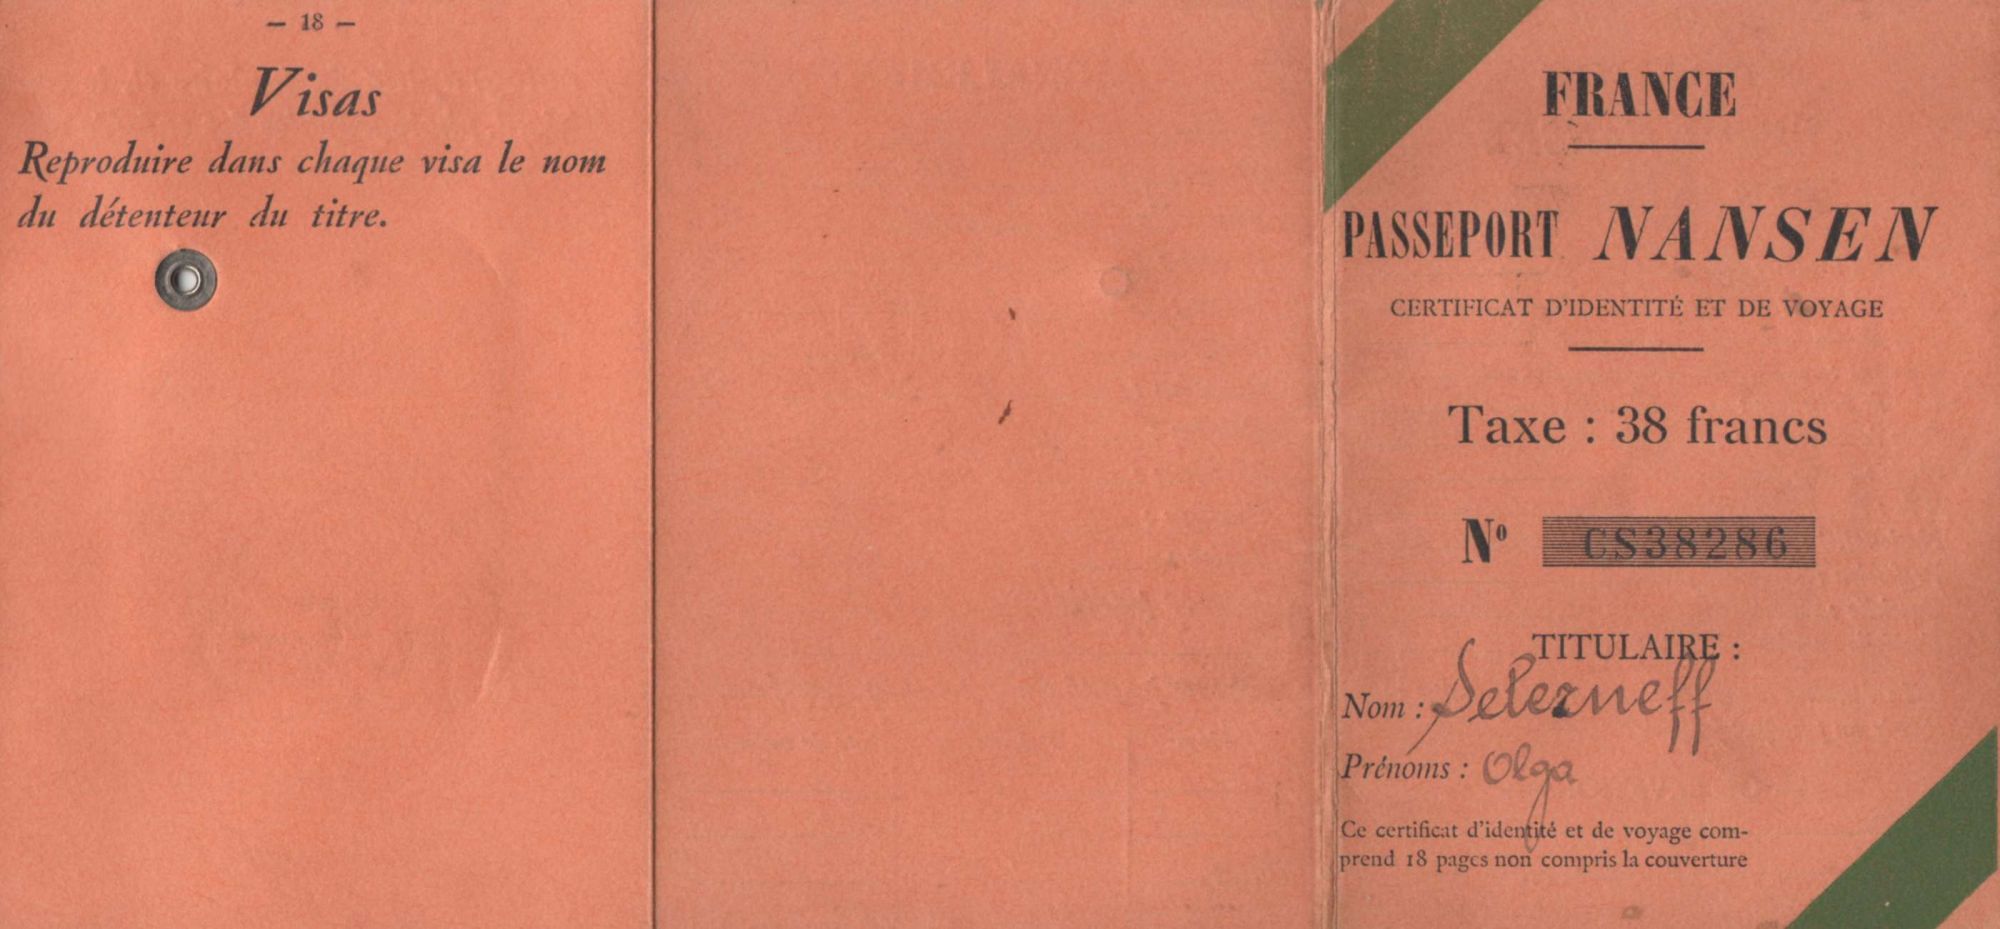 — 18 —
Visas
Reproduire dans chaque visa le nom
du détenteur du titre.
FRANCE
PASSEPORT NANSEN
CERTIFICAT D'IDENTITÉ ET DE VOYAGE
Taxe : 38 francs
Nº CS38286
TITULAIRE :
Nom : Selezneff
Prénoms : Olga
Ce certificat d'identité et de voyage com-
prend 18 pages non compris la couverture